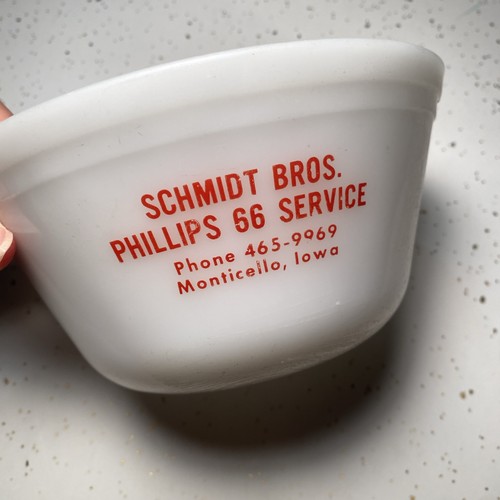 SCHMIDT BROS.
PHILLIPS 66 SERVICE
Phone 465-9969
Monticello, Iowa